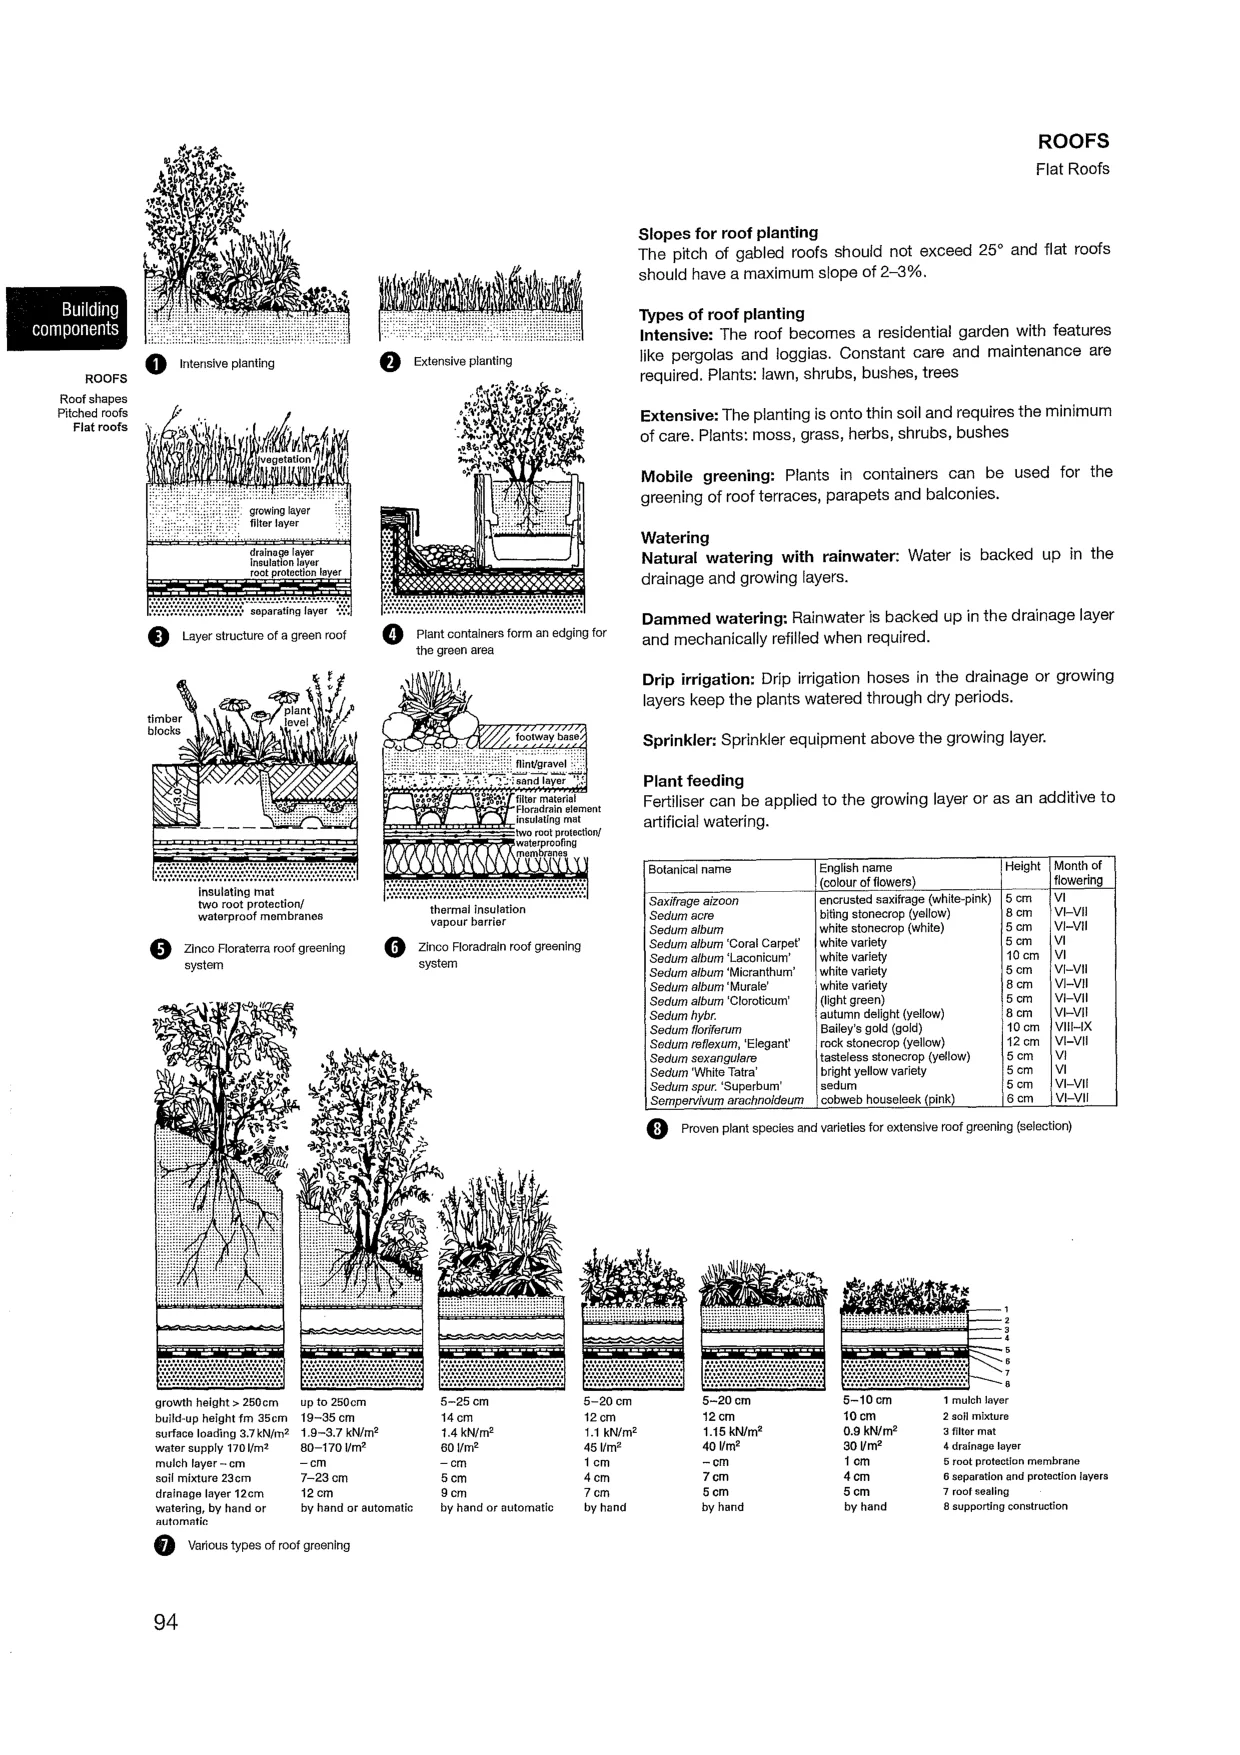 ROOFS
Flat Roofs
Building
components
ROOFS
Roof shapes
Pitched roofs
Flat roofs
1 Intensive planting
2 Extensive planting
vegetation
growing layer
filter layer
drainage layer
insulation layer
root protection layer
separating layer
3 Layer structure of a green roof
4 Plant containers form an edging for
the green area
timber
blocks
plant
level
13.0
insulating mat
two root protection/
waterproof membranes
5 Zinco Floraterra roof greening
system
footway base
flint/gravel
sand layer
filter material
Floradrain element
insulating mat
two root protection/
waterproofing
membranes
thermal insulation
vapour barrier
6 Zinco Floradrain roof greening
system
Slopes for roof planting
The pitch of gabled roofs should not exceed 25° and flat roofs
should have a maximum slope of 2–3%.
Types of roof planting
Intensive: The roof becomes a residential garden with features
like pergolas and loggias. Constant care and maintenance are
required. Plants: lawn, shrubs, bushes, trees
Extensive: The planting is onto thin soil and requires the minimum
of care. Plants: moss, grass, herbs, shrubs, bushes
Mobile greening: Plants in containers can be used for the
greening of roof terraces, parapets and balconies.
Watering
Natural watering with rainwater: Water is backed up in the
drainage and growing layers.
Dammed watering: Rainwater is backed up in the drainage layer
and mechanically refilled when required.
Drip irrigation: Drip irrigation hoses in the drainage or growing
layers keep the plants watered through dry periods.
Sprinkler: Sprinkler equipment above the growing layer.
Plant feeding
Fertiliser can be applied to the growing layer or as an additive to
artificial watering.
Botanical name English name Height Month of
(colour of flowers) flowering
Saxifrage aizoon encrusted saxifrage (white-pink) 5 cm VI
Sedum acre biting stonecrop (yellow) 8 cm VI–VII
Sedum album white stonecrop (white) 5 cm VI–VII
Sedum album 'Coral Carpet' white variety 5 cm VI
Sedum album 'Laconicum' white variety 10 cm VI
Sedum album 'Micranthum' white variety 5 cm VI–VII
Sedum album 'Murale' white variety 8 cm VI–VII
Sedum album 'Cloroticum' (light green) 5 cm VI–VII
Sedum hybr. autumn delight (yellow) 8 cm VI–VII
Sedum floriferum Bailey's gold (gold) 10 cm VIII–IX
Sedum reflexum, 'Elegant' rock stonecrop (yellow) 12 cm VI–VII
Sedum sexangulare tasteless stonecrop (yellow) 5 cm VI
Sedum 'White Tatra' bright yellow variety 5 cm VI
Sedum spur. 'Superbum' sedum 5 cm VI–VII
Sempervivum arachnoideum cobweb houseleek (pink) 6 cm VI–VII
8 Proven plant species and varieties for extensive roof greening (selection)
1
2
3
4
5
6
7
8
growth height > 250cm up to 250cm 5–25 cm 5–20 cm 5–20 cm 5–10 cm 1 mulch layer
build-up height fm 35cm 19–35 cm 14 cm 12 cm 12 cm 10 cm 2 soil mixture
surface loading 3.7 kN/m² 1.9–3.7 kN/m² 1.4 kN/m² 1.1 kN/m² 1.15 kN/m² 0.9 kN/m² 3 filter mat
water supply 170 l/m² 80–170 l/m² 60 l/m² 45 l/m² 40 l/m² 30 l/m² 4 drainage layer
mulch layer – cm – cm – cm 1 cm – cm 1 cm 5 root protection membrane
soil mixture 23cm 7–23 cm 5 cm 4 cm 7 cm 4 cm 6 separation and protection layers
drainage layer 12cm 12 cm 9 cm 7 cm 5 cm 5 cm 7 roof sealing
watering, by hand or by hand or automatic by hand or automatic by hand by hand by hand 8 supporting construction
automatic
7 Various types of roof greening
94